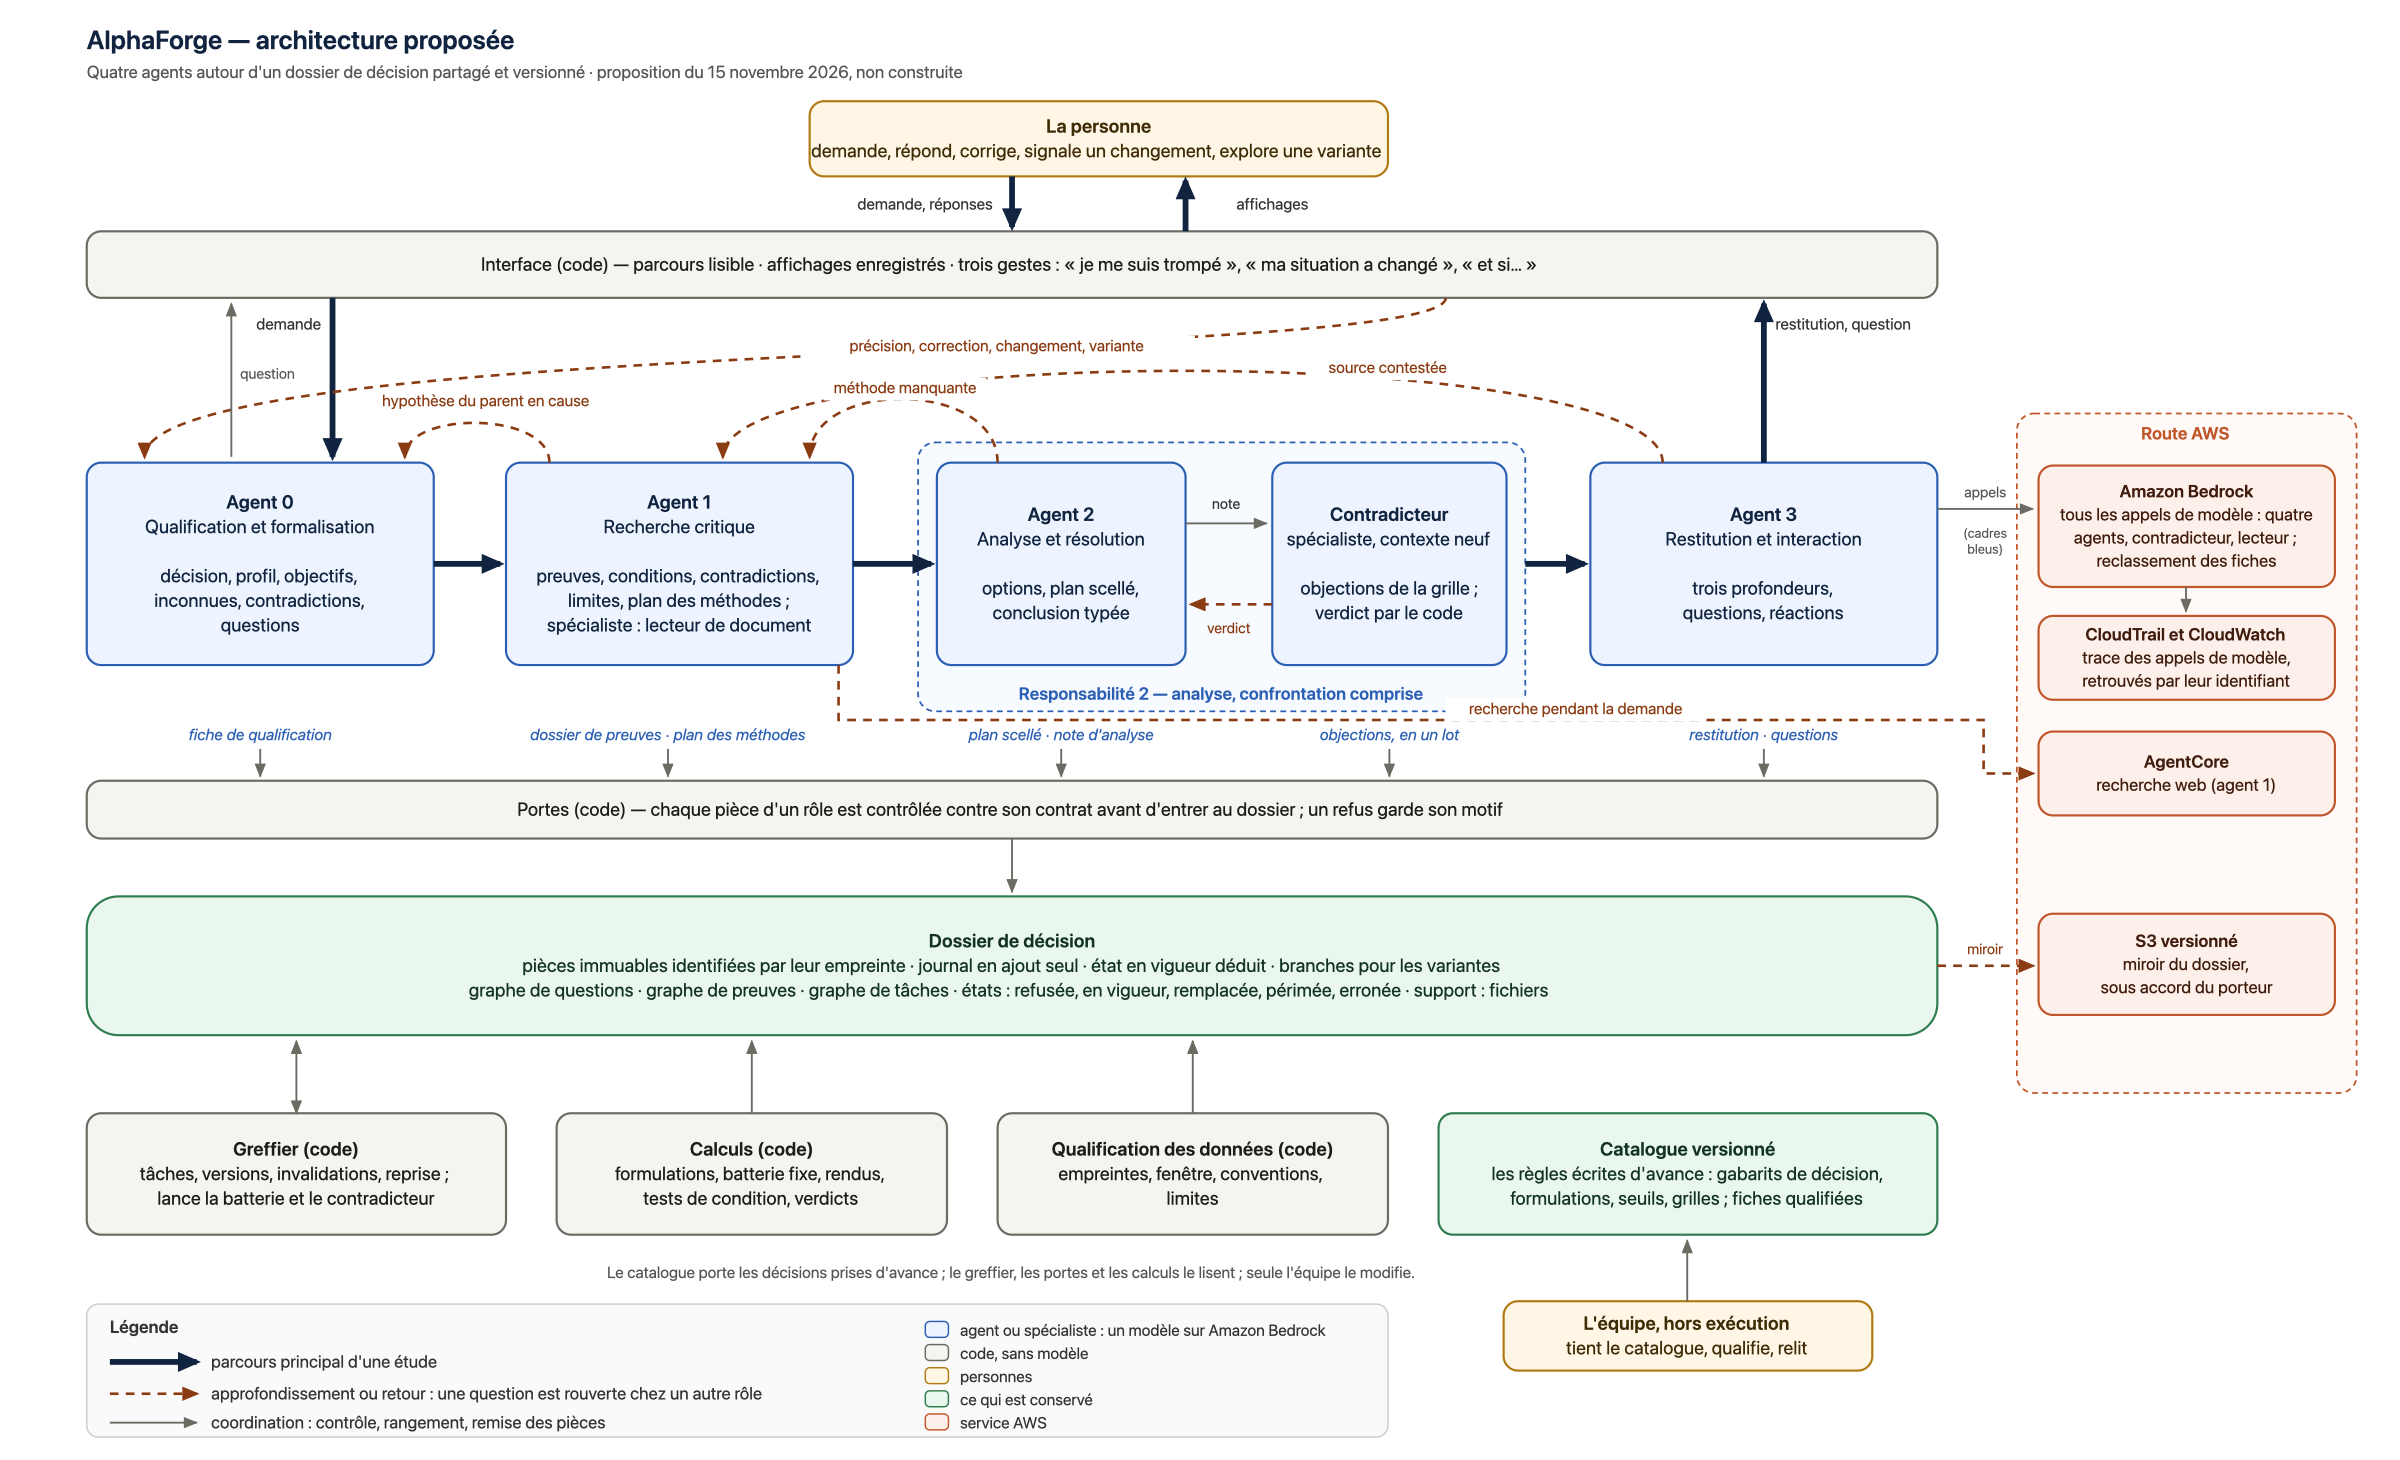 AlphaForge — architecture proposée
Quatre agents autour d'un dossier de décision partagé et versionné · proposition du 15 novembre 2026, non construite
La personne
demande, répond, corrige, signale un changement, explore une variante
demande, réponses
affichages
Interface (code) — parcours lisible · affichages enregistrés · trois gestes : « je me suis trompé », « ma situation a changé », « et si... »
demande
restitution, question
précision, correction, changement, variante
question
source contestée
méthode manquante
hypothèse du parent en cause
Agent 0
Qualification et formalisation
décision, profil, objectifs,
inconnues, contradictions,
questions
Agent 1
Recherche critique
preuves, conditions, contradictions,
limites, plan des méthodes ;
spécialiste : lecteur de document
Agent 2
Analyse et résolution
options, plan scellé,
conclusion typée
note
verdict
Contradicteur
spécialiste, contexte neuf
objections de la grille ;
verdict par le code
Responsabilité 2 — analyse, confrontation comprise
Agent 3
Restitution et interaction
trois profondeurs,
questions, réactions
appels
(cadres
bleus)
Route AWS
Amazon Bedrock
tous les appels de modèle : quatre
agents, contradicteur, lecteur ;
reclassement des fiches
CloudTrail et CloudWatch
trace des appels de modèle,
retrouvés par leur identifiant
recherche pendant la demande
AgentCore
recherche web (agent 1)
fiche de qualification
dossier de preuves · plan des méthodes
plan scellé · note d'analyse
objections, en un lot
restitution · questions
Portes (code) — chaque pièce d'un rôle est contrôlée contre son contrat avant d'entrer au dossier ; un refus garde son motif
Dossier de décision
pièces immuables identifiées par leur empreinte · journal en ajout seul · état en vigueur déduit · branches pour les variantes
graphe de questions · graphe de preuves · graphe de tâches · états : refusée, en vigueur, remplacée, périmée, erronée · support : fichiers
miroir
S3 versionné
miroir du dossier,
sous accord du porteur
Greffier (code)
tâches, versions, invalidations, reprise ;
lance la batterie et le contradicteur
Calculs (code)
formulations, batterie fixe, rendus,
tests de condition, verdicts
Qualification des données (code)
empreintes, fenêtre, conventions,
limites
Catalogue versionné
les règles écrites d'avance : gabarits de décision,
formulations, seuils, grilles ; fiches qualifiées
Le catalogue porte les décisions prises d'avance ; le greffier, les portes et les calculs le lisent ; seule l'équipe le modifie.
L'équipe, hors exécution
tient le catalogue, qualifie, relit
Légende
parcours principal d'une étude
approfondissement ou retour : une question est rouverte chez un autre rôle
coordination : contrôle, rangement, remise des pièces
agent ou spécialiste : un modèle sur Amazon Bedrock
code, sans modèle
personnes
ce qui est conservé
service AWS